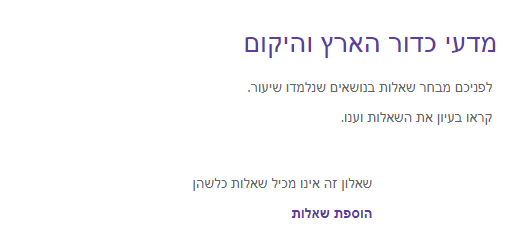 מדעי כדור הארץ והיקום
לפניכם מבחר שאלות בנושאים שנלמדו שיעור.
קראו בעיון את השאלות וענו.
שאלון זה אינו מכיל שאלות כלשהן
הוספת שאלות